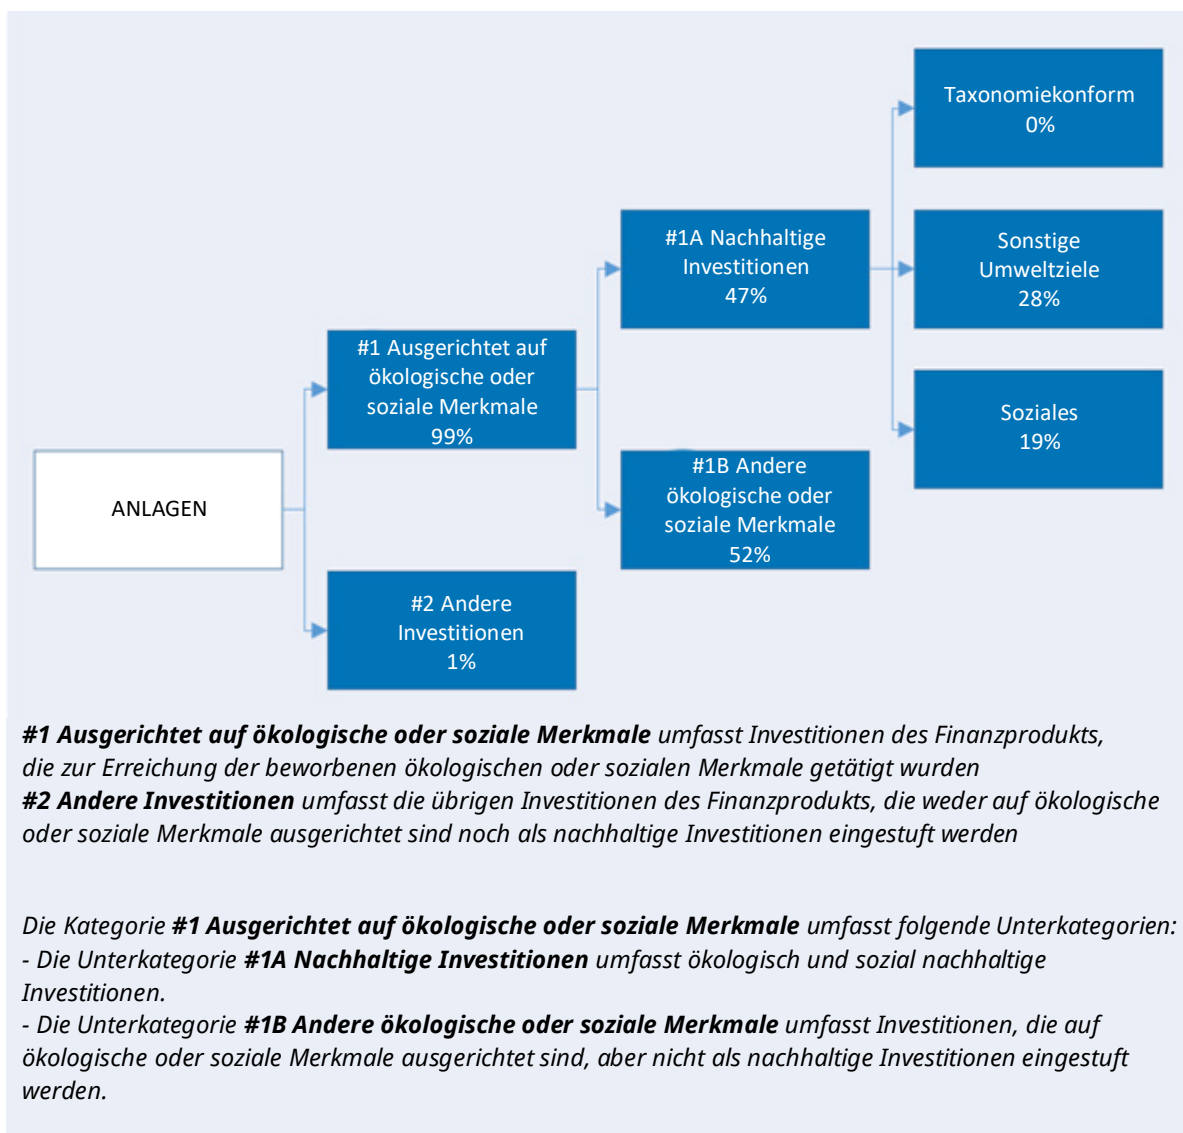 Taxonomiekonform
0%
#1A Nachhaltige
Investitionen
47%
Sonstige
Umweltziele
28%
#1 Ausgerichtet auf
ökologische oder
soziale Merkmale
99%
Soziales
19%
ANLAGEN
#1B Andere
ökologische oder
soziale Merkmale
52%
#2 Andere
Investitionen
1%
#1 Ausgerichtet auf ökologische oder soziale Merkmale umfasst Investitionen des Finanzprodukts,
die zur Erreichung der beworbenen ökologischen oder sozialen Merkmale getätigt wurden
#2 Andere Investitionen umfasst die übrigen Investitionen des Finanzprodukts, die weder auf ökologische
oder soziale Merkmale ausgerichtet sind noch als nachhaltige Investitionen eingestuft werden
Die Kategorie #1 Ausgerichtet auf ökologische oder soziale Merkmale umfasst folgende Unterkategorien:
- Die Unterkategorie #1A Nachhaltige Investitionen umfasst ökologisch und sozial nachhaltige
Investitionen.
- Die Unterkategorie #1B Andere ökologische oder soziale Merkmale umfasst Investitionen, die auf
ökologische oder soziale Merkmale ausgerichtet sind, aber nicht als nachhaltige Investitionen eingestuft
werden.